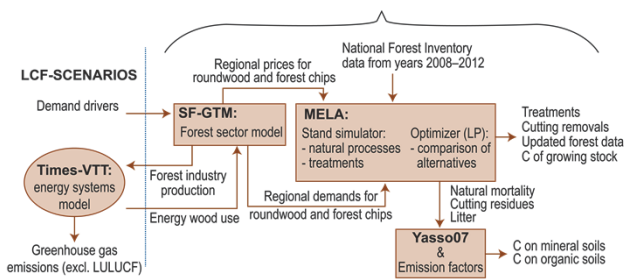 LCF-SCENARIOS
Demand drivers
Times-VTT:
energy systems
model
Greenhouse gas
emissions (excl. LULUCF)
Regional prices for
roundwood and forest chips
SF-GTM:
Forest sector model
Forest industry
production
Energy wood use
National Forest Inventory
data from years 2008–2012
MELA:
Stand simulator:
- natural processes
- treatments
Optimizer (LP):
- comparison of
alternatives
Regional demands for
roundwood and forest chips
Treatments
Cutting removals
Updated forest data
C of growing stock
Natural mortality
Cutting residues
Litter
Yasso07
&
Emission factors
C on mineral soils
C on organic soils